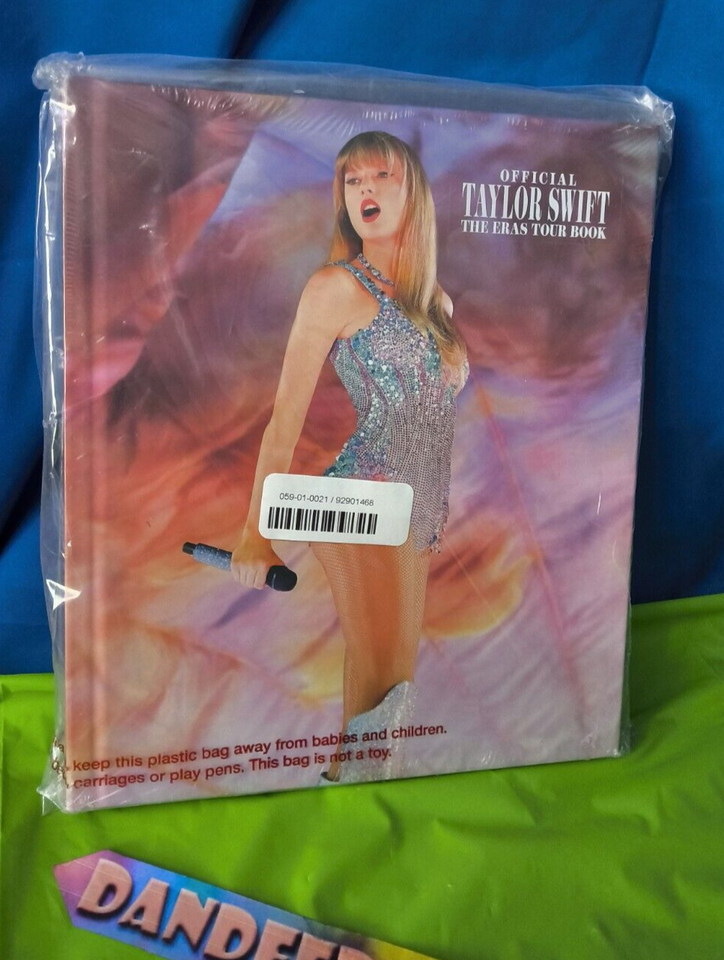 OFFICIAL
TAYLOR SWIFT
THE ERAS TOUR BOOK
059-01-0021 / 92901468
keep this plastic bag away from babies and children.
carriages or play pens. This bag is not a toy.